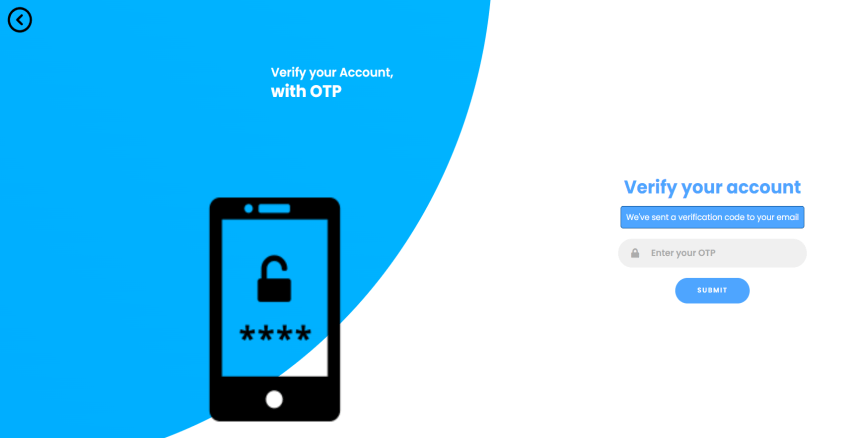 Verify your Account,
with OTP
****
Verify your account
We've sent a verification code to your email
Enter your OTP
SUBMIT